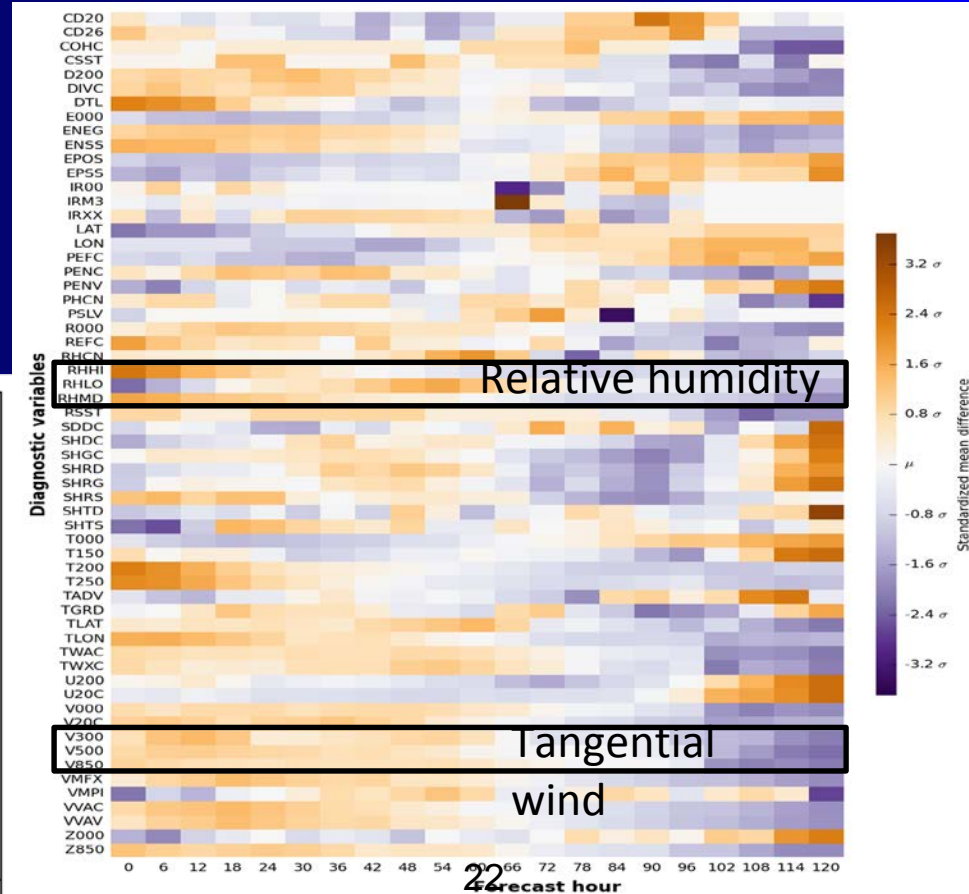 CD20
CD26
COHC
CSST
D200
DIVC
DTL
E000
ENEG
ENSS
EPOS
EPSS
IR00
IRM3
IRXX
LAT
LON
PEFC
PENC
PENV
PHCN
PSLV
R000
REFC
RHCN
RHHI
RHLO
RHMD
RSST
SDDC
SHDC
SHGC
SHRD
SHRG
SHRS
SHTD
SHTS
T000
T150
T200
T250
TADV
TGRD
TLAT
TLON
TWAC
TWXC
U200
U20C
V000
V20C
V300
V500
V850
VMFX
VMPI
VVAC
VVAV
Z000
Z850
Diagnostic variables
Relative humidity
Tangential
wind
0 6 12 18 24 30 36 42 48 54 60 66 72 78 84 90 96 102 108 114 120
Forecast hour
22
3.2 σ
2.4 σ
1.6 σ
0.8 σ
μ
-0.8 σ
-1.6 σ
-2.4 σ
-3.2 σ
Standardized mean difference